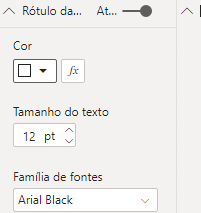 Rótulo da... At...
Cor
fx
Tamanho do texto
12 pt
Família de fontes
Arial Black